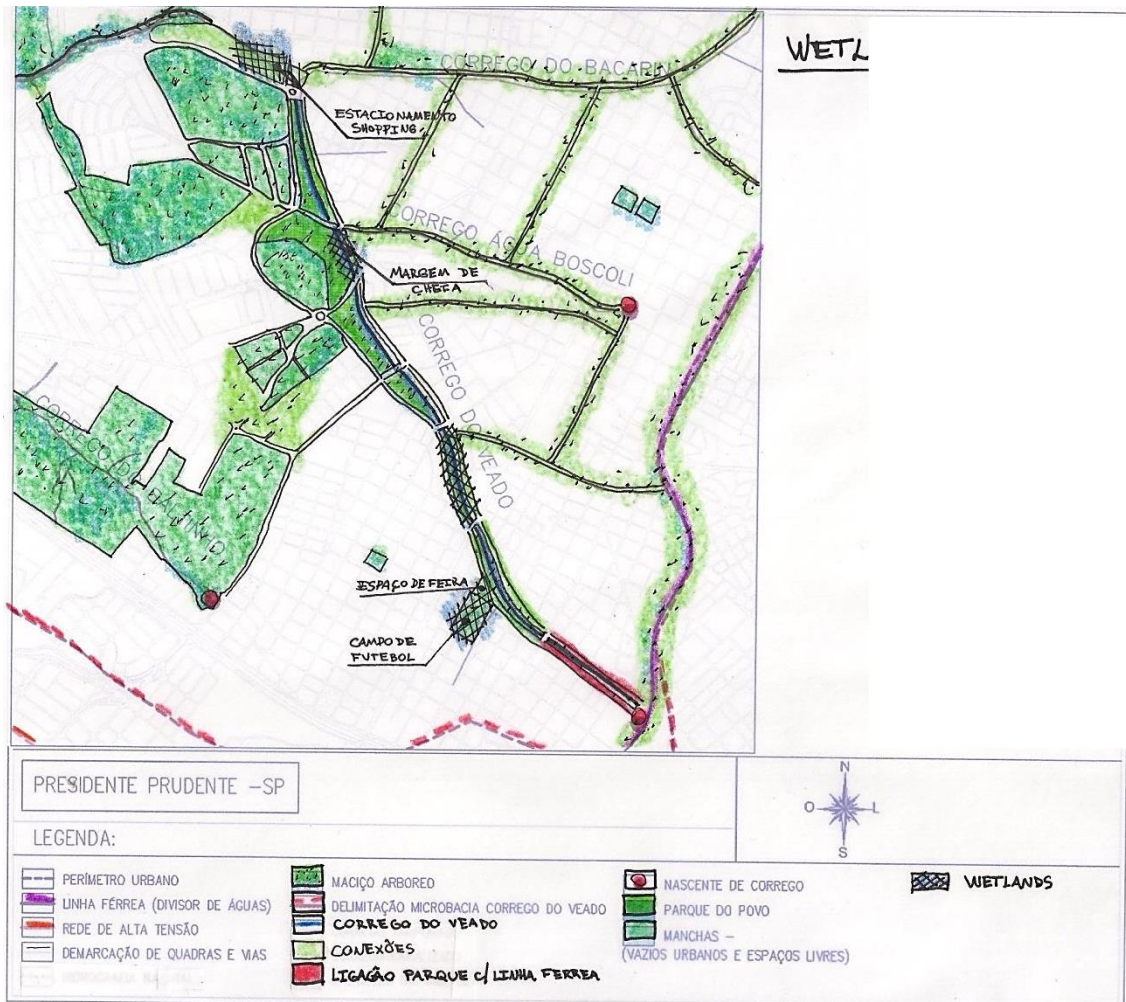 WETL
CORREGO DO BACARIN
ESTACIONAMENTO
SHOPPING
CORREGO ÁGUA BOSCOLI
MARGEM DE
CHEIA
CORREGO DO VEADO
ESPAÇO DE FEIRA
CAMPO DE
FUTEBOL
PRESIDENTE PRUDENTE -SP
N
O
L
S
LEGENDA:
PERÍMETRO URBANO
LINHA FÉRREA (DIVISOR DE ÁGUAS)
REDE DE ALTA TENSÃO
DEMARCAÇÃO DE QUADRAS E VIAS
MACIÇO ARBOREO
DELIMITAÇÃO MICROBACIA CORREGO DO VEADO
CORREGO DO VEADO
CONEXÕES
LIGAÇÃO PARQUE C/ LINHA FERREA
NASCENTE DE CORREGO
PARQUE DO POVO
MANCHAS -
(VAZIOS URBANOS E ESPAÇOS LIVRES)
WETLANDS